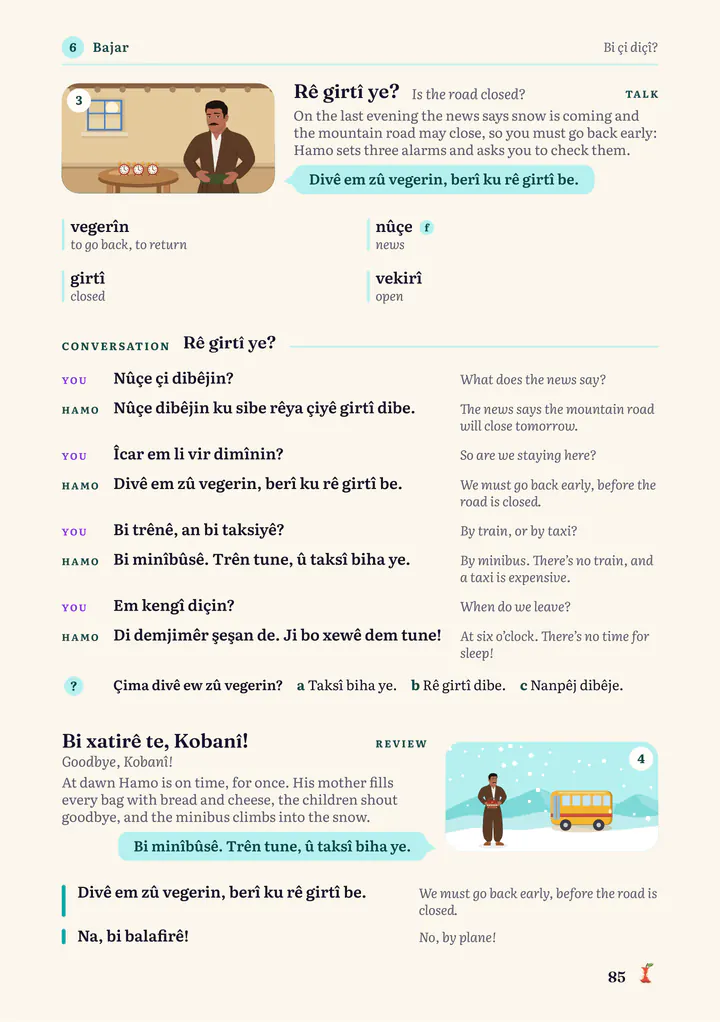 6 Bajar
Bi çi diçî?
3
Rê girtî ye? Is the road closed? TALK
On the last evening the news says snow is coming and
the mountain road may close, so you must go back early:
Hamo sets three alarms and asks you to check them.
Divê em zû vegerin, berî ku rê girtî be.
vegerîn
to go back, to return
nûçe f
news
girtî
closed
vekirî
open
CONVERSATION Rê girtî ye?
YOU Nûçe çi dibêjin? What does the news say?
HAMO Nûçe dibêjin ku sibe rêya çiyê girtî dibe. The news says the mountain road
will close tomorrow.
YOU Îcar em li vir dimînin? So are we staying here?
HAMO Divê em zû vegerin, berî ku rê girtî be. We must go back early, before the
road is closed.
YOU Bi trênê, an bi taksiyê? By train, or by taxi?
HAMO Bi minîbûsê. Trên tune, û taksî biha ye. By minibus. There's no train, and
a taxi is expensive.
YOU Em kengî diçin? When do we leave?
HAMO Di demjimêr şeşan de. Ji bo xewê dem tune! At six o'clock. There's no time for
sleep!
? Çima divê ew zû vegerin? a Taksî biha ye. b Rê girtî dibe. c Nanpêj dibêje.
Bi xatirê te, Kobanî! REVIEW
Goodbye, Kobanî!
At dawn Hamo is on time, for once. His mother fills
every bag with bread and cheese, the children shout
goodbye, and the minibus climbs into the snow.
Bi minîbûsê. Trên tune, û taksî biha ye.
4
Divê em zû vegerin, berî ku rê girtî be. We must go back early, before the road is
closed.
Na, bi balafirê! No, by plane!
85